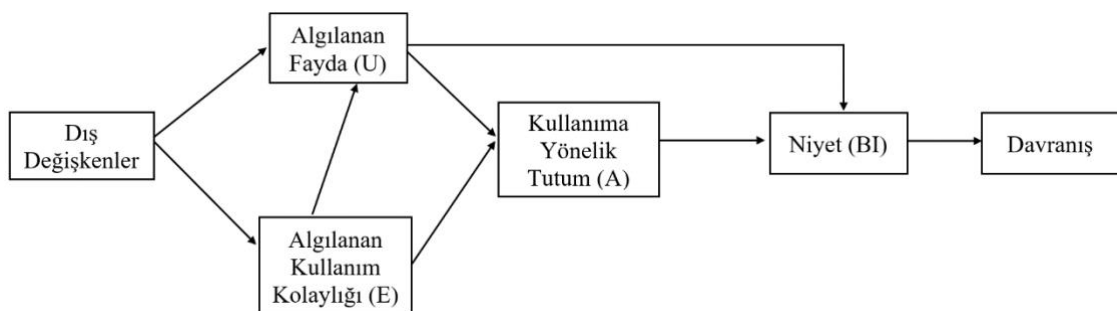 Algılanan
Fayda (U)
Dış
Değişkenler
Kullanıma
Yönelik
Tutum (A)
Niyet (BI)
Davranış
Algılanan
Kullanım
Kolaylığı (E)